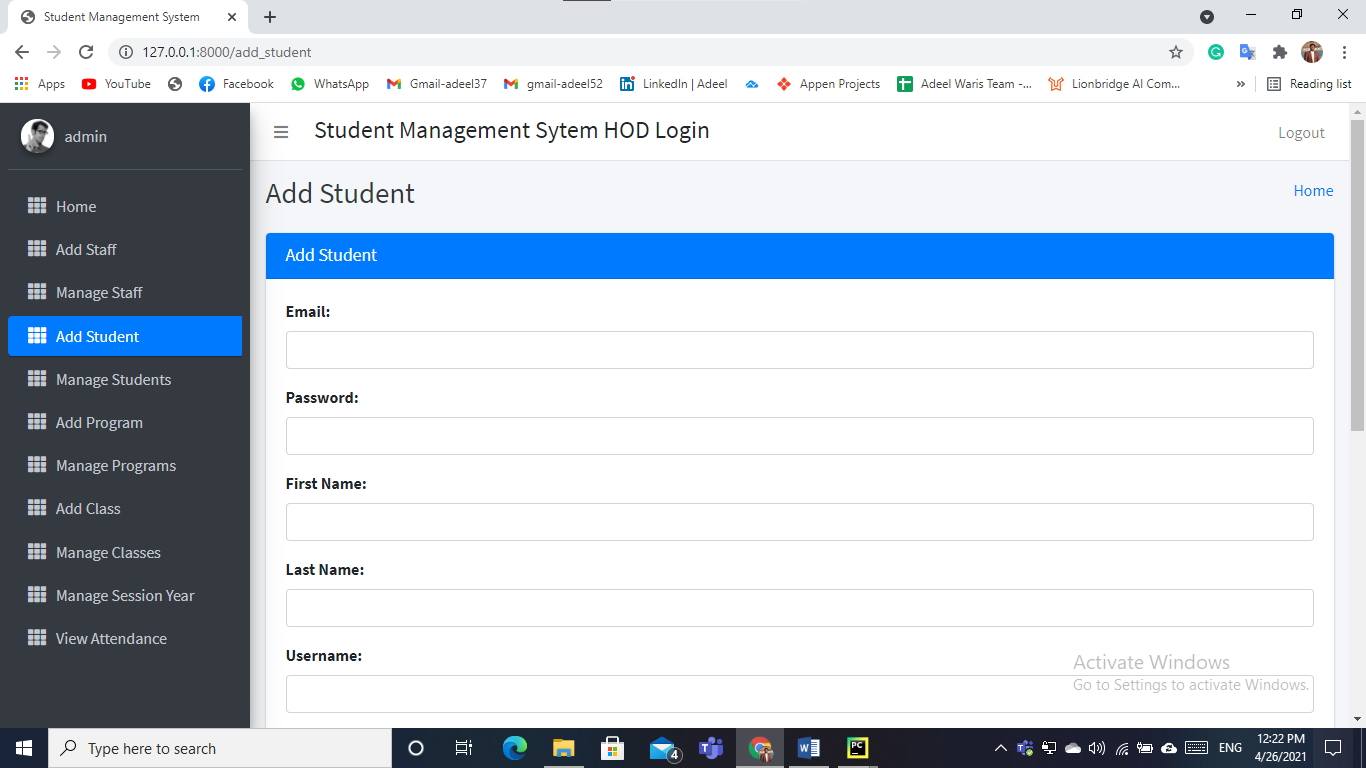 Student Management System
127.0.0.1:8000/add_student
Apps YouTube Facebook WhatsApp Gmail-adeel37 gmail-adeel52 LinkedIn | Adeel Appen Projects Adeel Waris Team -... Lionbridge AI Com... » Reading list
admin
Student Management Sytem HOD Login
Logout
Home
Add Staff
Manage Staff
Add Student
Manage Students
Add Program
Manage Programs
Add Class
Manage Classes
Manage Session Year
View Attendance
Add Student
Home
Add Student
Email:
Password:
First Name:
Last Name:
Username:
Activate Windows
Go to Settings to activate Windows.
Type here to search
4
ENG
12:22 PM
4/26/2021